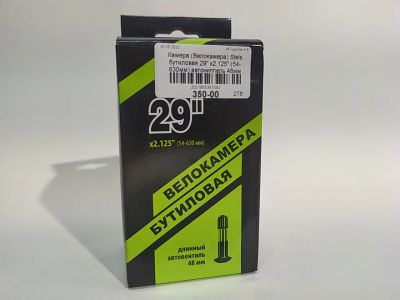 Камера (Велокамера) Stels
бутиловая 29" x2.125" (54-
630мм) автониппель 48мм
350-00
278
29"
x2.125" (54-630 мм)
ВЕЛОКАМЕРА
БУТИЛОВАЯ
длинный
автовентиль
48 мм